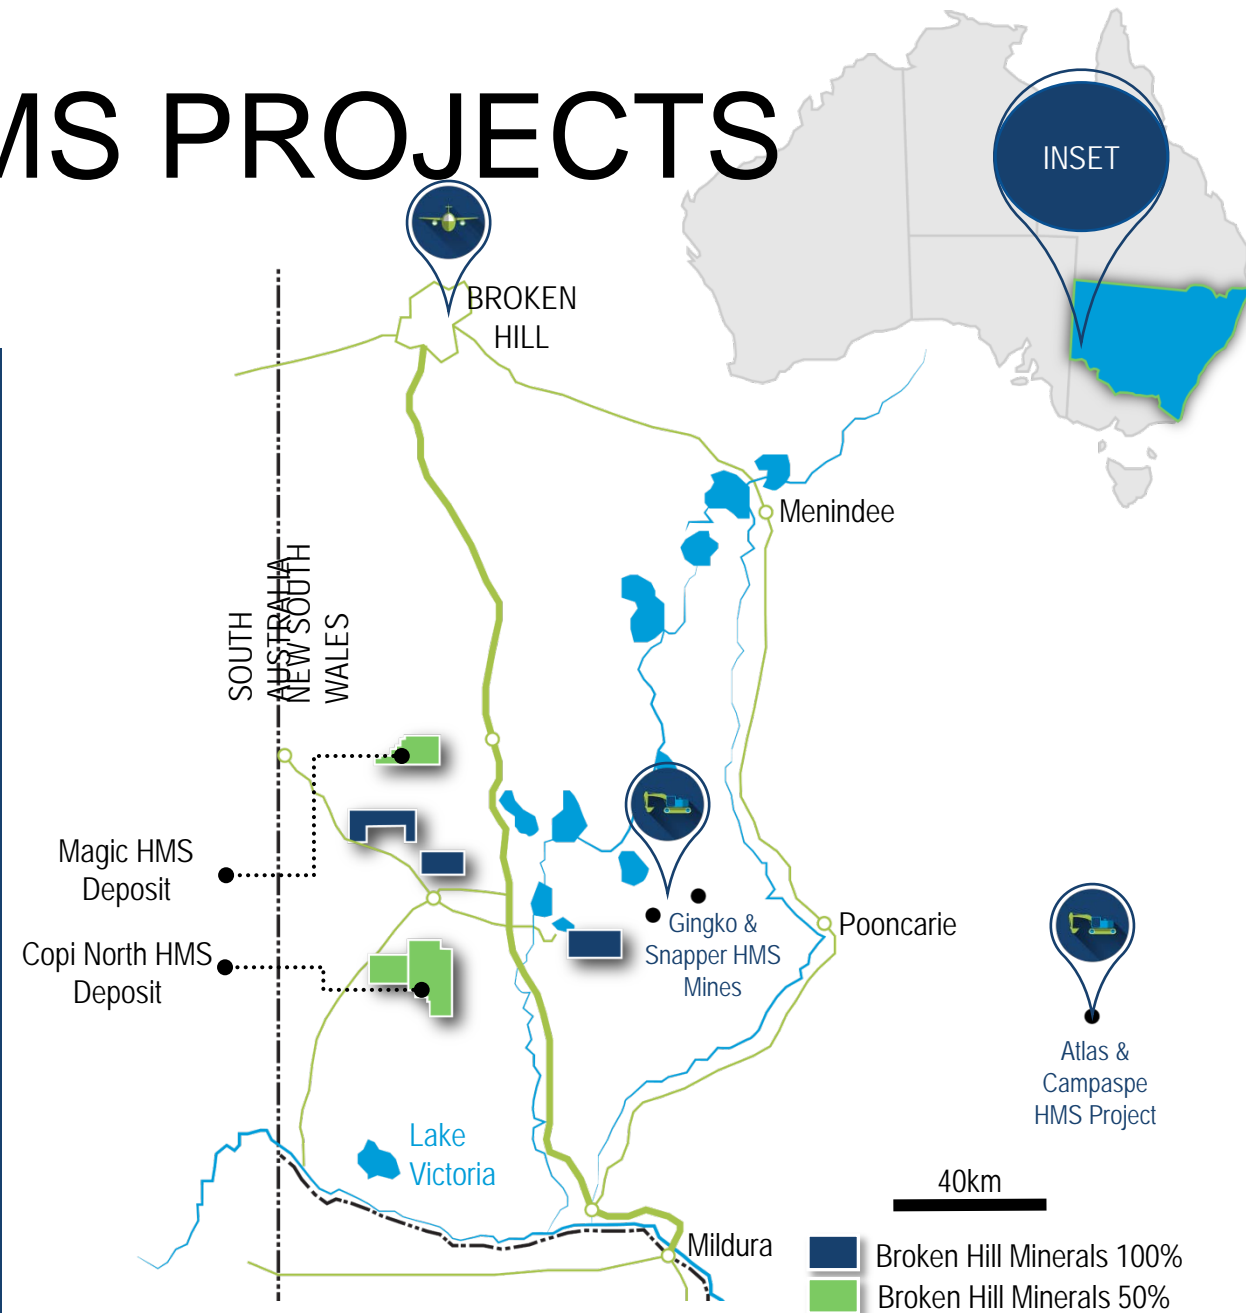 MS PROJECTS
INSET
BROKEN
HILL
Menindee
SOUTH
AUSTRALIA
NEW SOUTH
WALES
Magic HMS
Deposit
Copi North HMS
Deposit
Gingko &
Snapper HMS
Mines
Pooncarie
Atlas &
Campaspe
HMS Project
Lake
Victoria
40km
Mildura
Broken Hill Minerals 100%
Broken Hill Minerals 50%